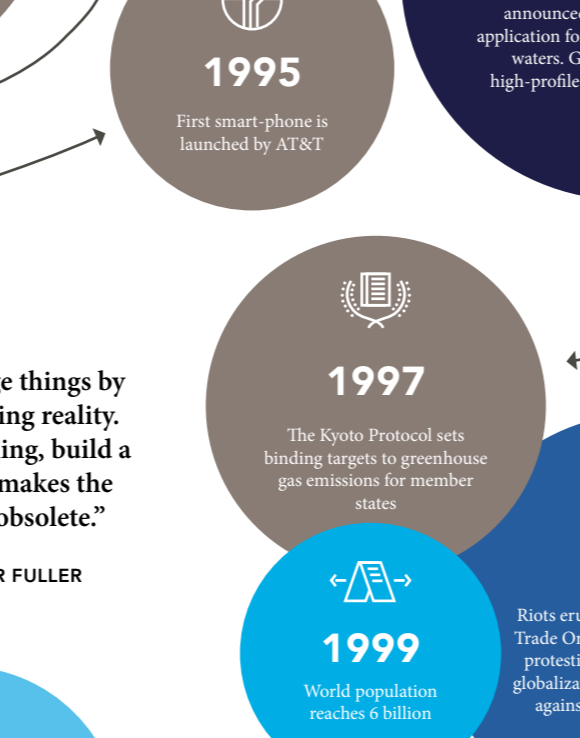 announced
application fo
waters. G
high-profile
1995
First smart-phone is
launched by AT&T
1997
The Kyoto Protocol sets
binding targets to greenhouse
gas emissions for member
states
e things by
ing reality.
ing, build a
makes the
obsolete.”
R FULLER
1999
World population
reaches 6 billion
Riots eru
Trade Or
protesti
globaliza
agains